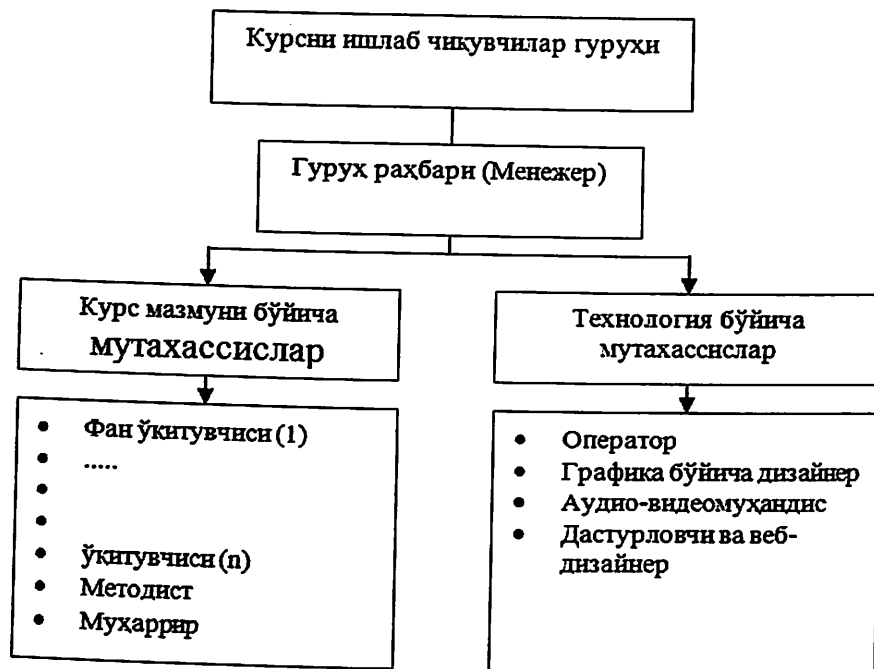 Курсни ишлаб чиқувчилар гуруҳи
Гуруҳ раҳбари (Менежер)
Курс мазмуни бўйича
мутахассислар
Технология бўйича
мутахассислар
• Фан ўқитувчиси (1)
• .....
•
•
• ўқитувчиси (n)
• Методист
• Муҳаррир
• Оператор
• Графика бўйича дизайнер
• Аудио-видеомуҳандис
• Дастурловчи ва веб-
дизайнер